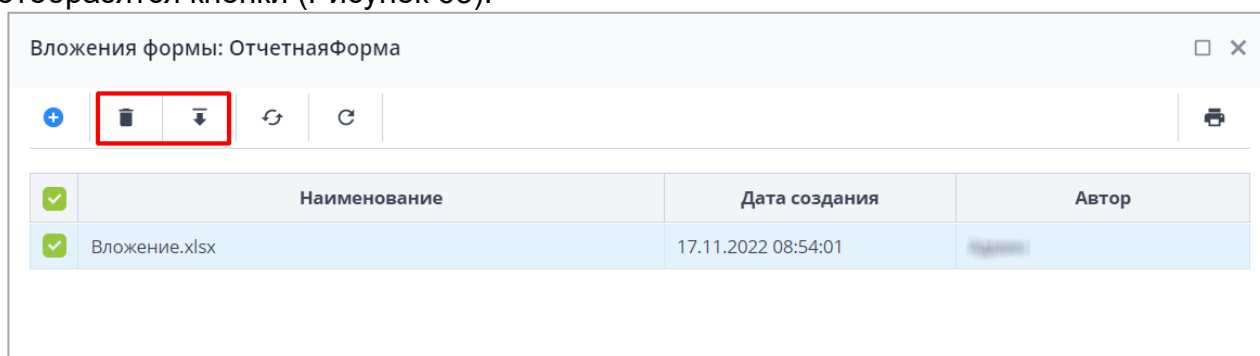 Вложения формы: ОтчетнаяФорма
Наименование Дата создания Автор
Вложение.xlsx 17.11.2022 08:54:01